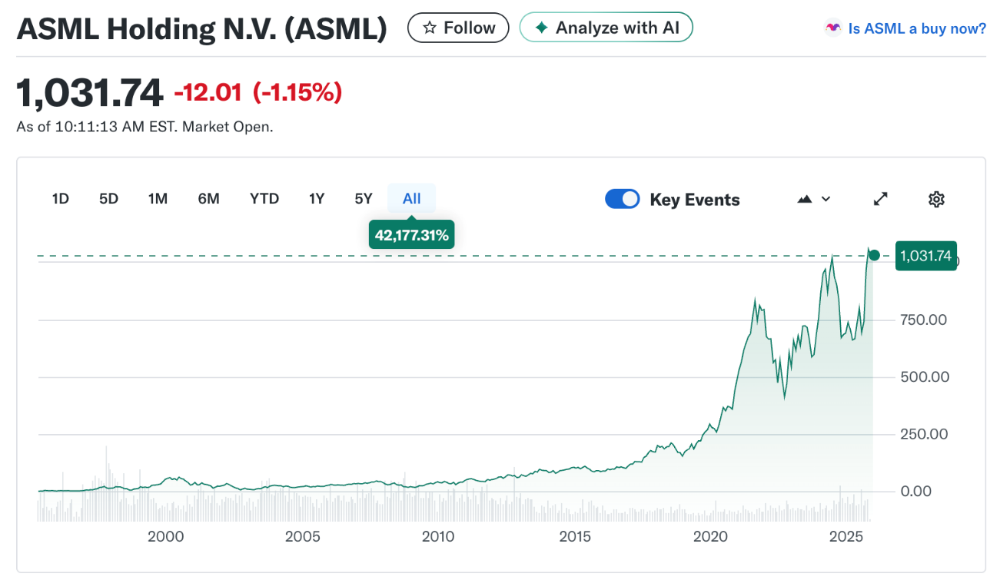 ASML Holding N.V. (ASML) Follow Analyze with AI Is ASML a buy now?
1,031.74 -12.01 (-1.15%)
As of 10:11:13 AM EST. Market Open.
1D 5D 1M 6M YTD 1Y 5Y All Key Events
42,177.31%
1,031.74
750.00
500.00
250.00
0.00
2000 2005 2010 2015 2020 2025